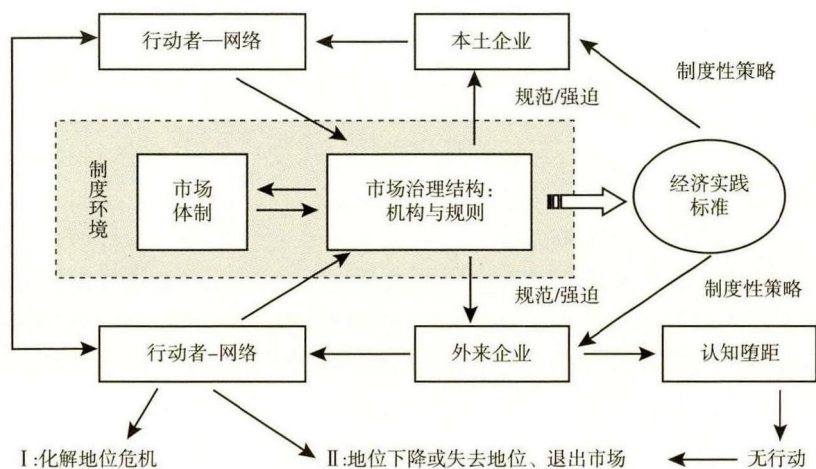 行动者—网络
本土企业
制度性策略
规范/强迫
制度环境
市场
体制
市场治理结构：
机构与规则
经济实践
标准
规范/强迫
制度性策略
行动者-网络
外来企业
认知堕距
Ⅰ:化解地位危机
Ⅱ:地位下降或失去地位、退出市场
无行动